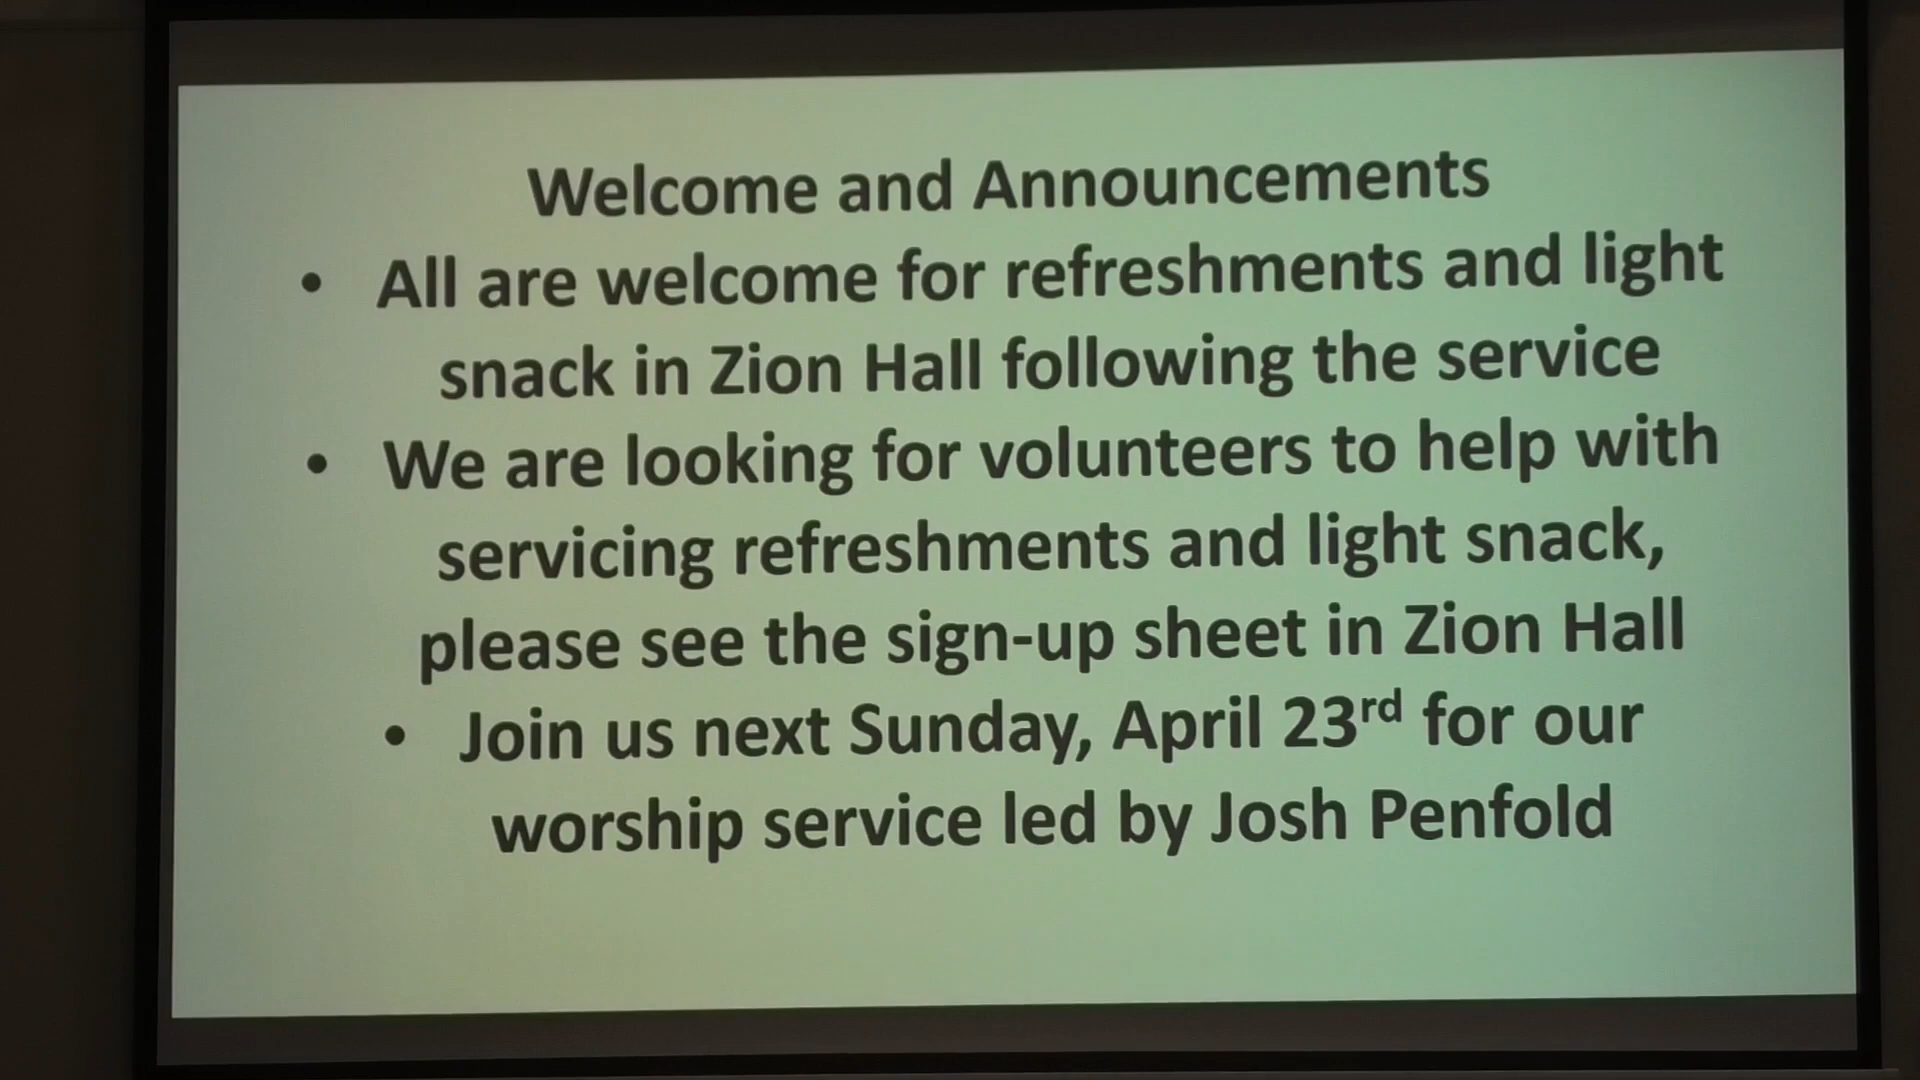 Welcome and Announcements
• All are welcome for refreshments and light
snack in Zion Hall following the service
• We are looking for volunteers to help with
servicing refreshments and light snack,
please see the sign-up sheet in Zion Hall
• Join us next Sunday, April 23rd for our
worship service led by Josh Penfold